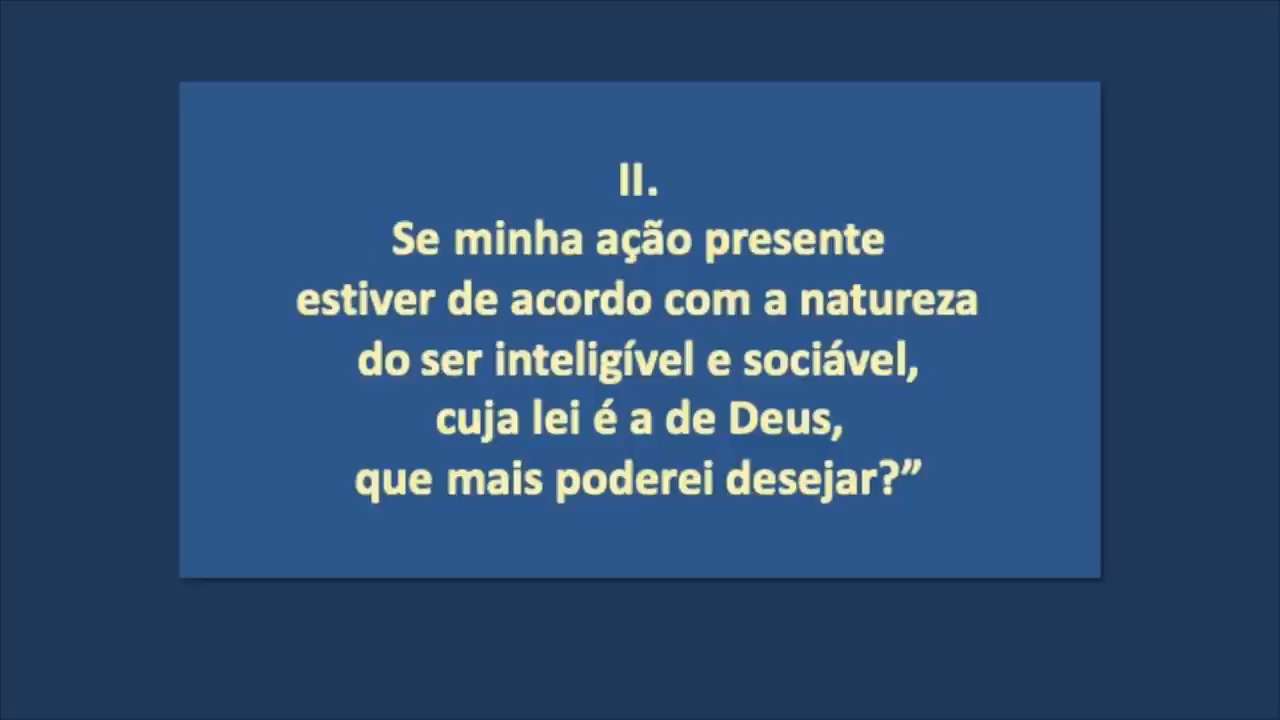 II.
Se minha ação presente
estiver de acordo com a natureza
do ser inteligível e sociável,
cuja lei é a de Deus,
que mais poderei desejar?”